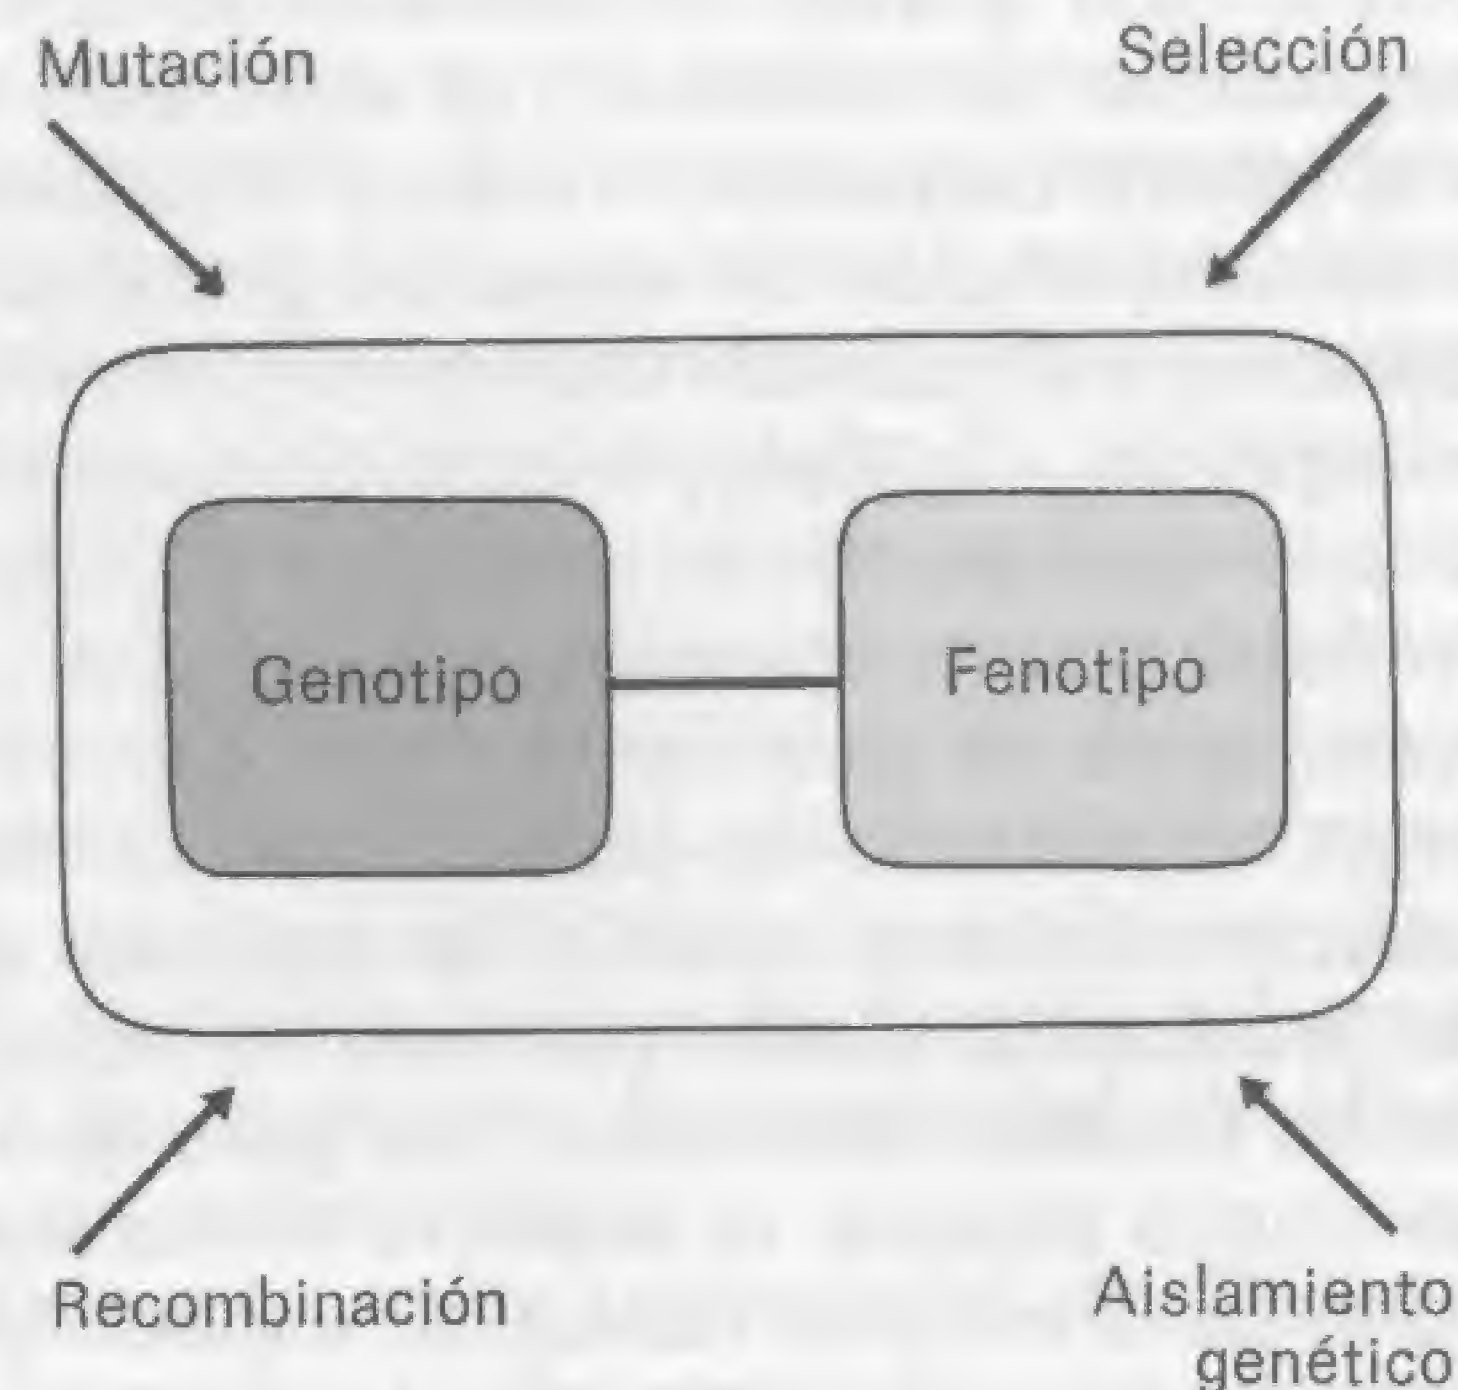 Mutación
Selección
Genotipo
Fenotipo
Recombinación
Aislamiento
genético